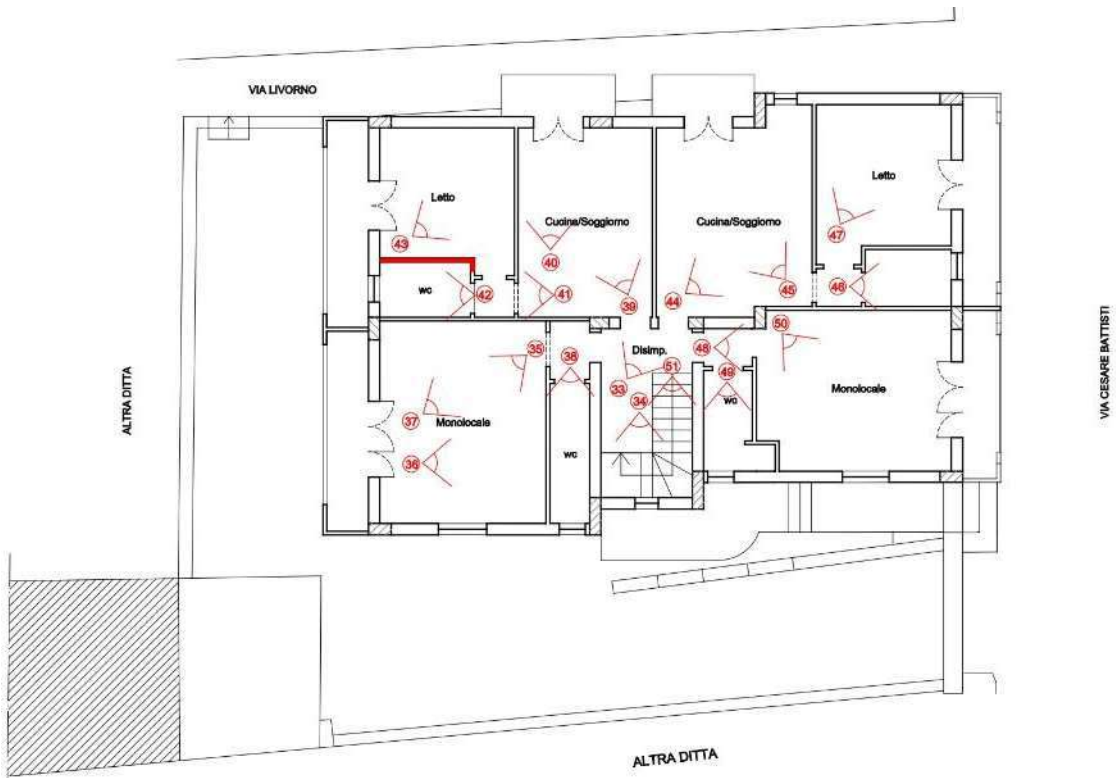 VIA LIVORNO
Letto
Letto
Cucina/Soggiorno
Cucina/Soggiorno
47
43
40
wc
42
41
39
44
45
46
50
VIA CESARE BATTISTI
35
38
Disimp.
48
51
49
33
34
wc
Monolocale
ALTRA DITTA
37
Monolocale
36
wc
ALTRA DITTA